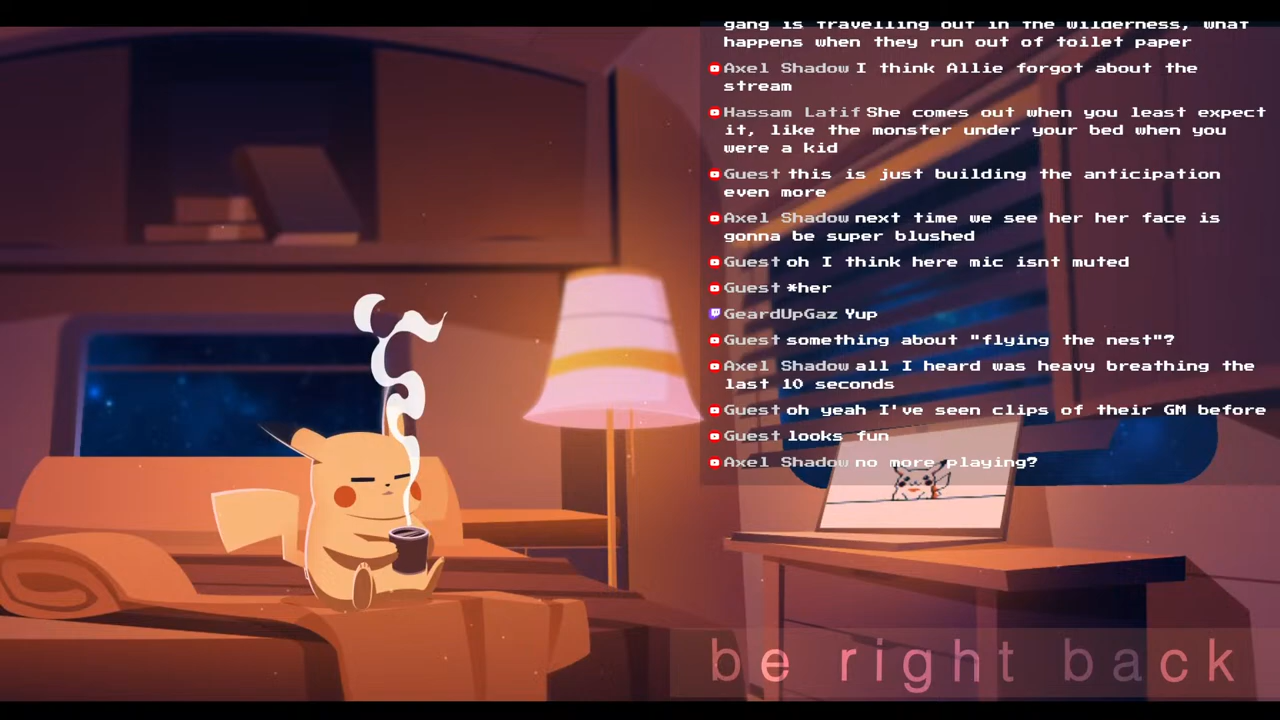 gang is travelling out in the wilderness, what
happens when they run out of toilet paper
Axel Shadow I think Allie forgot about the
stream
Hassam Latif She comes out when you least expect
it, like the monster under your bed when you
were a kid
Guest this is just building the anticipation
even more
Axel Shadow next time we see her her face is
gonna be super blushed
Guest oh I think here mic isnt muted
Guest *her
GeardUpGaz Yup
Guest something about "flying the nest"?
Axel Shadow all I heard was heavy breathing the
last 10 seconds
Guest oh yeah I've seen clips of their GM before
Guest looks fun
Axel Shadow no more playing?
be right back